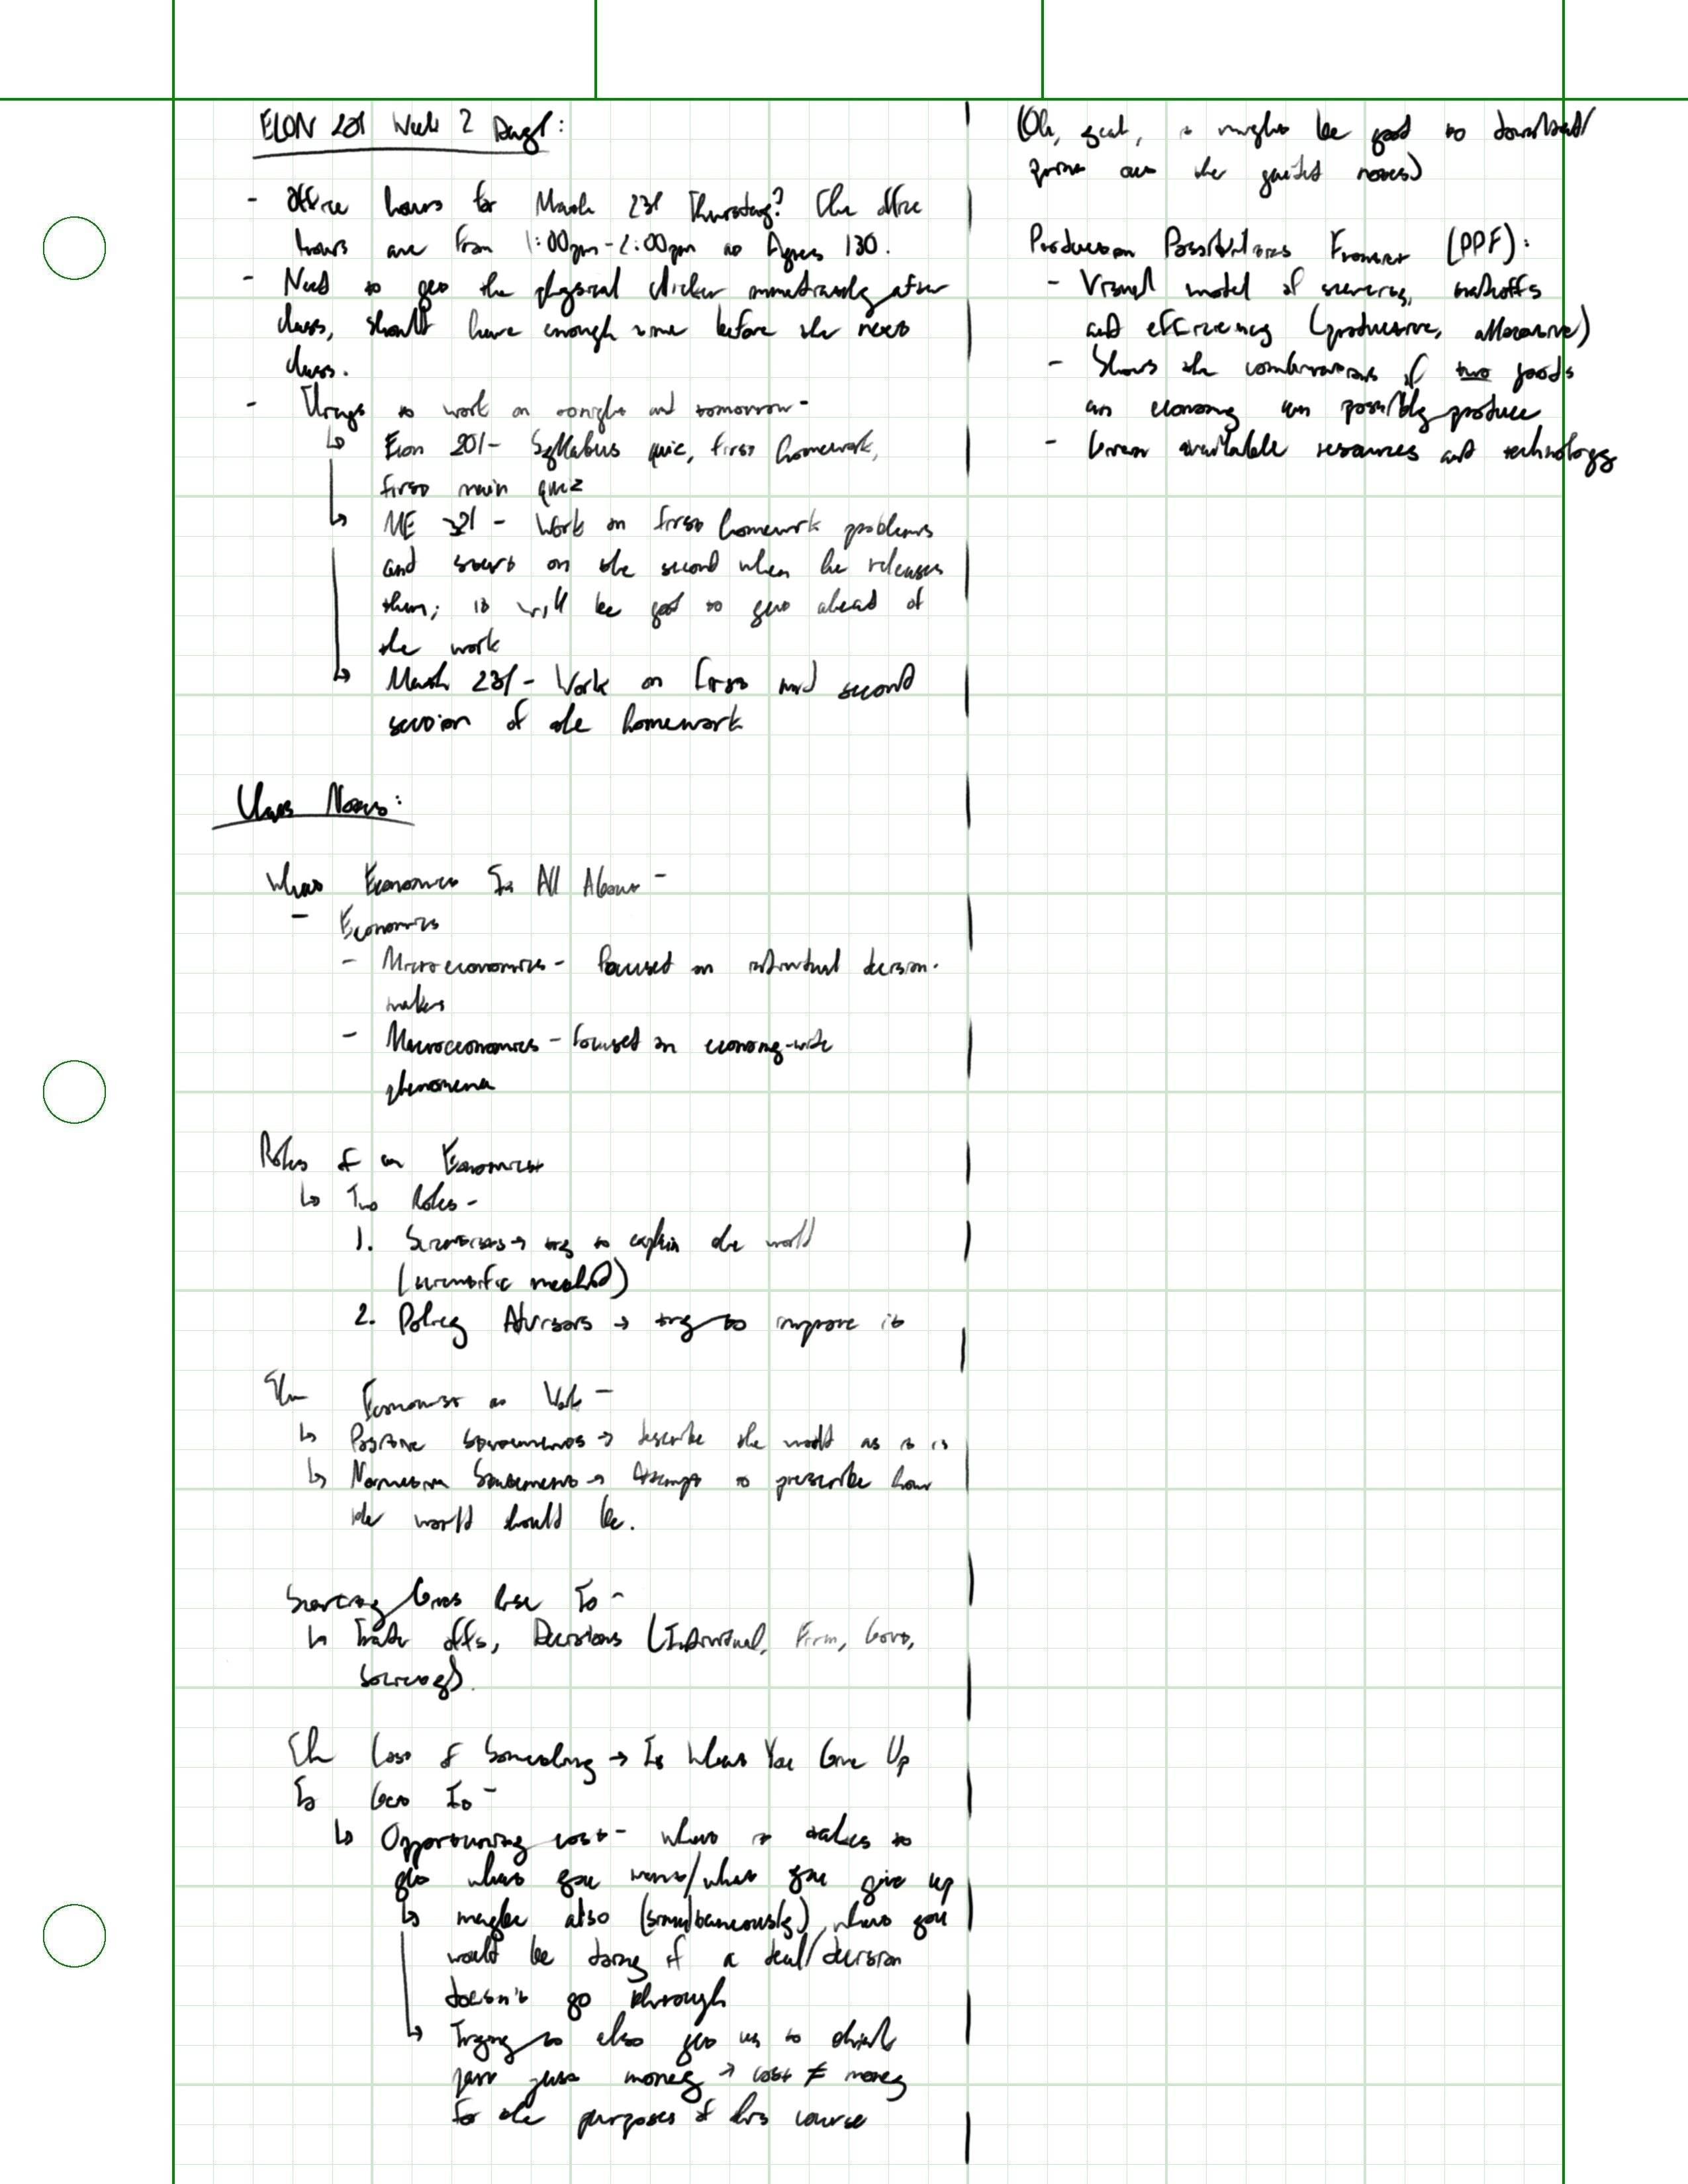 ECON 201 Week 2 Day 1:
- Office hours for Math 231 Thursday? The office
hours are from 1:00pm-2:00pm at Ayres 130.
- Need to get the physical clicker immediately after
class, should have enough time before the next
class.
- Things to work on tonight and tomorrow-
↳ Econ 201- Syllabus quiz, first homework,
first main quiz
↳ ME 321 - Work on first homework problems
and start on the second when he releases
them; it will be good to get ahead of
the work
↳ Math 231 - Work on first and second
section of the homework
Class Notes:
What Economics Is All About -
- Economics
- Microeconomics - focused on individual decision-
makers
- Macroeconomics - focused on economy-wide
phenomena
Roles of an Economist
↳ Two Roles -
1. Scientists → try to explain the world
(scientific method)
2. Policy Advisors → try to improve it
The Economist at Work -
↳ Positive Statements → describe the world as it is
↳ Normative Statements → Attempt to prescribe how
the world should be.
Scarcity Gives Rise To -
↳ Trade offs, Decisions (Individual, Firm, Govt,
Society).
The Cost of Something → Is What You Give Up
To Get It -
↳ Opportunity cost - what it takes to
get what you want/what you give up
↳ maybe also (simultaneously) what you
would be doing if a deal/decision
doesn't go through
↳ Trying to also get us to think
past just money → cost ≠ money
for the purposes of this course
(Oh, great, it might be good to download/
print out the guided notes)
Production Possibilities Frontier (PPF):
- Visual model of scarcity, tradeoffs
and efficiency (productive, allocative)
- Shows the combinations of two goods
an economy can possibly produce
- Given available resources and technology